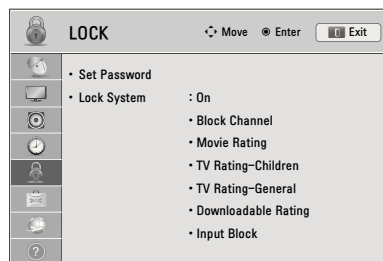 LOCK Move Enter Exit
• Set Password
• Lock System : On
• Block Channel
• Movie Rating
• TV Rating-Children
• TV Rating-General
• Downloadable Rating
• Input Block
?